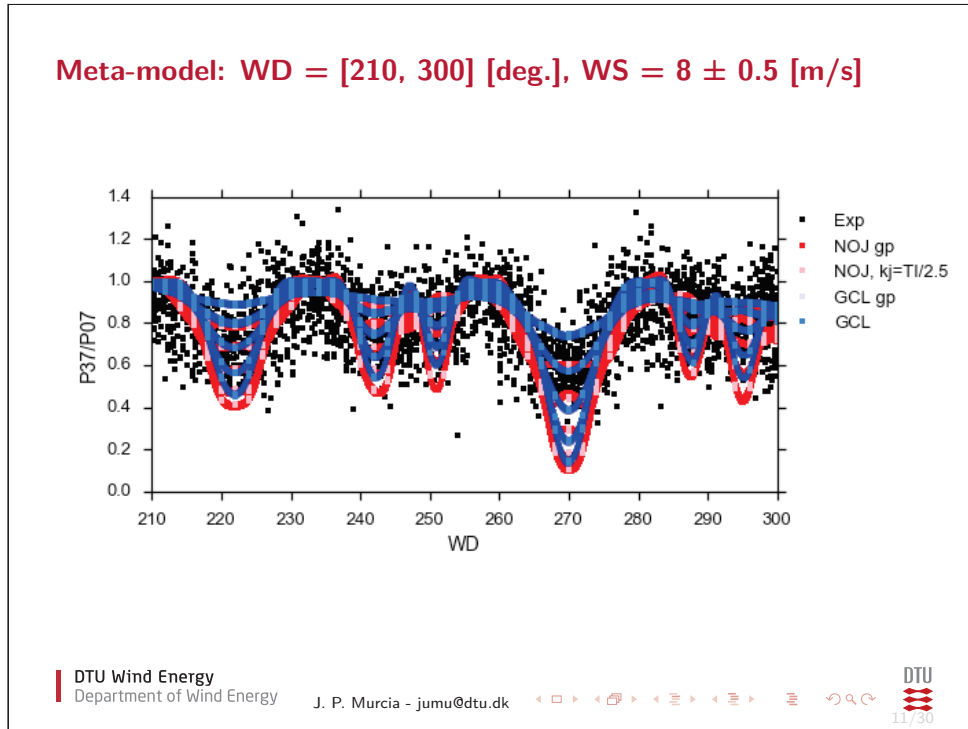 Meta-model: WD = [210, 300] [deg.], WS = 8 ± 0.5 [m/s]
1.4
1.2
1.0
0.8
0.6
0.4
0.2
0.0
P37/P07
210 220 230 240 250 260 270 280 290 300
WD
Exp
NOJ gp
NOJ, kj=TI/2.5
GCL gp
GCL
DTU Wind Energy
Department of Wind Energy
J. P. Murcia - jumu@dtu.dk
DTU
11/30